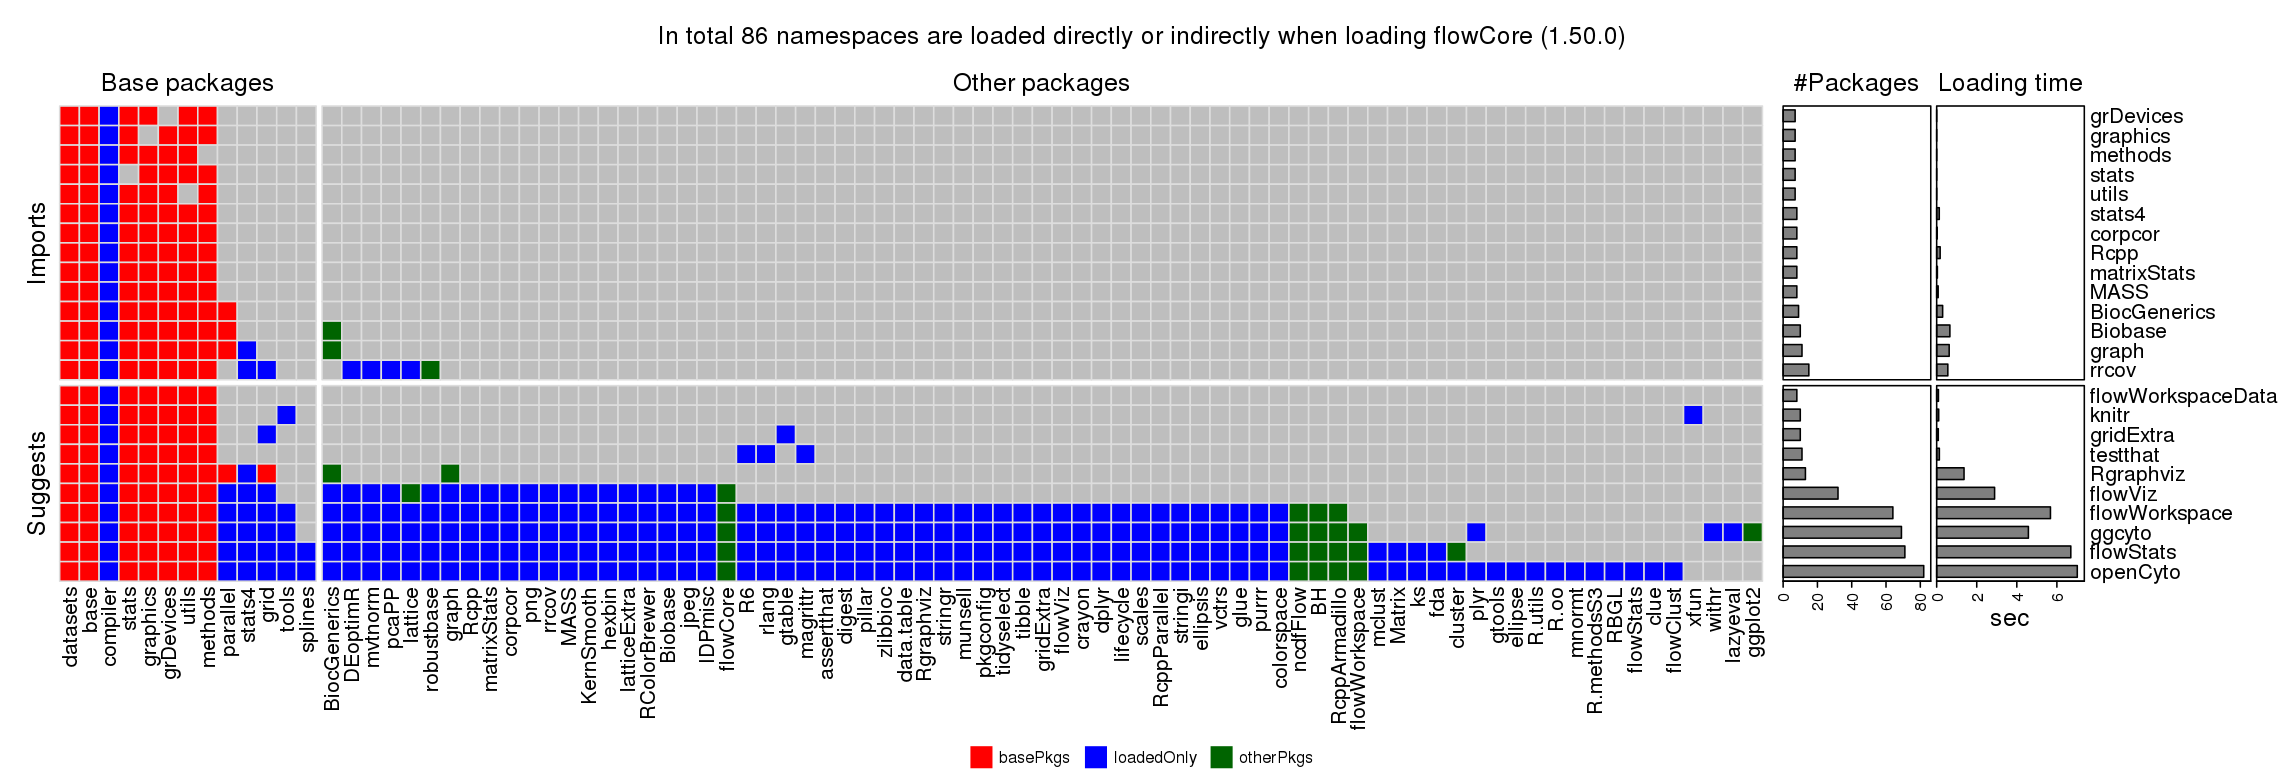 In total 86 namespaces are loaded directly or indirectly when loading flowCore (1.50.0)
Base packages
Other packages
#Packages
Loading time
Imports
Suggests
grDevices
graphics
methods
stats
utils
stats4
corpcor
Rcpp
matrixStats
MASS
BiocGenerics
Biobase
graph
rrcov
flowWorkspaceData
knitr
gridExtra
testthat
Rgraphviz
flowViz
flowWorkspace
ggcyto
flowStats
openCyto
datasets
base
compiler
stats
graphics
grDevices
utils
methods
parallel
stats4
grid
tools
splines
BiocGenerics
DEoptimR
mvtnorm
pcaPP
lattice
robustbase
graph
Rcpp
matrixStats
corpcor
png
rrcov
MASS
KernSmooth
hexbin
latticeExtra
RColorBrewer
Biobase
jpeg
IDPmisc
flowCore
R6
rlang
gtable
magrittr
assertthat
digest
pillar
zlibbioc
data.table
Rgraphviz
stringr
munsell
pkgconfig
tidyselect
tibble
gridExtra
flowViz
crayon
dplyr
lifecycle
scales
RcppParallel
stringi
ellipsis
vctrs
glue
purrr
colorspace
ncdfFlow
BH
RcppArmadillo
flowWorkspace
mclust
Matrix
ks
fda
cluster
plyr
gtools
ellipse
R.utils
R.oo
mnormt
R.methodsS3
RBGL
flowStats
clue
flowClust
xfun
withr
lazyeval
ggplot2
0
20
40
60
80
0
2
4
6
sec
basePkgs
loadedOnly
otherPkgs